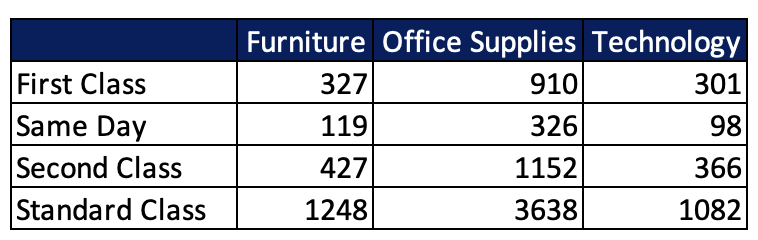 Furniture Office Supplies Technology
First Class 327 910 301
Same Day 119 326 98
Second Class 427 1152 366
Standard Class 1248 3638 1082